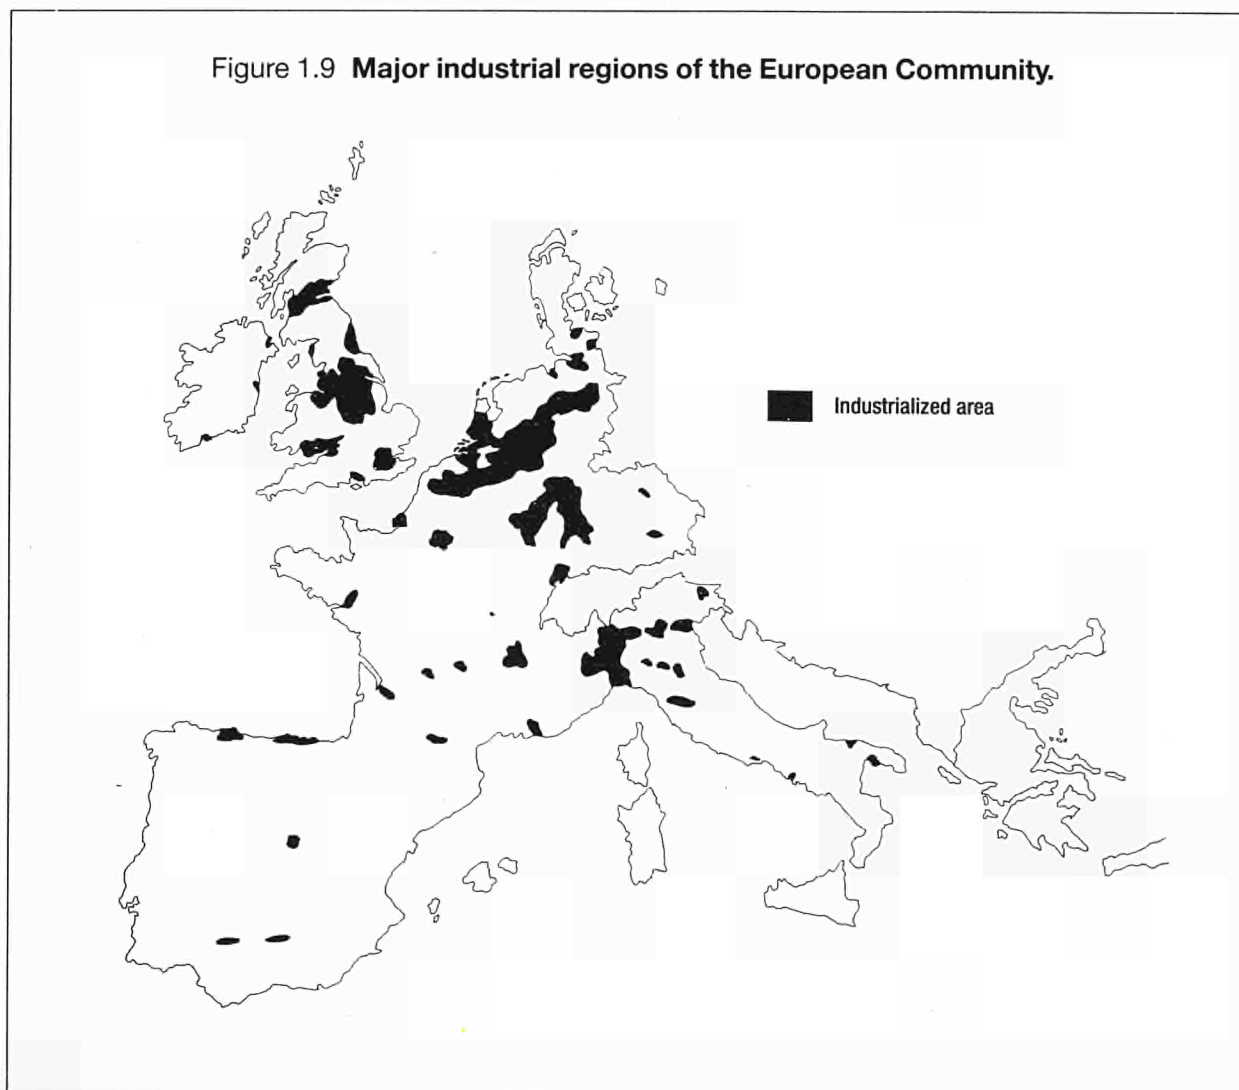 Figure 1.9 Major industrial regions of the European Community.
Industrialized area